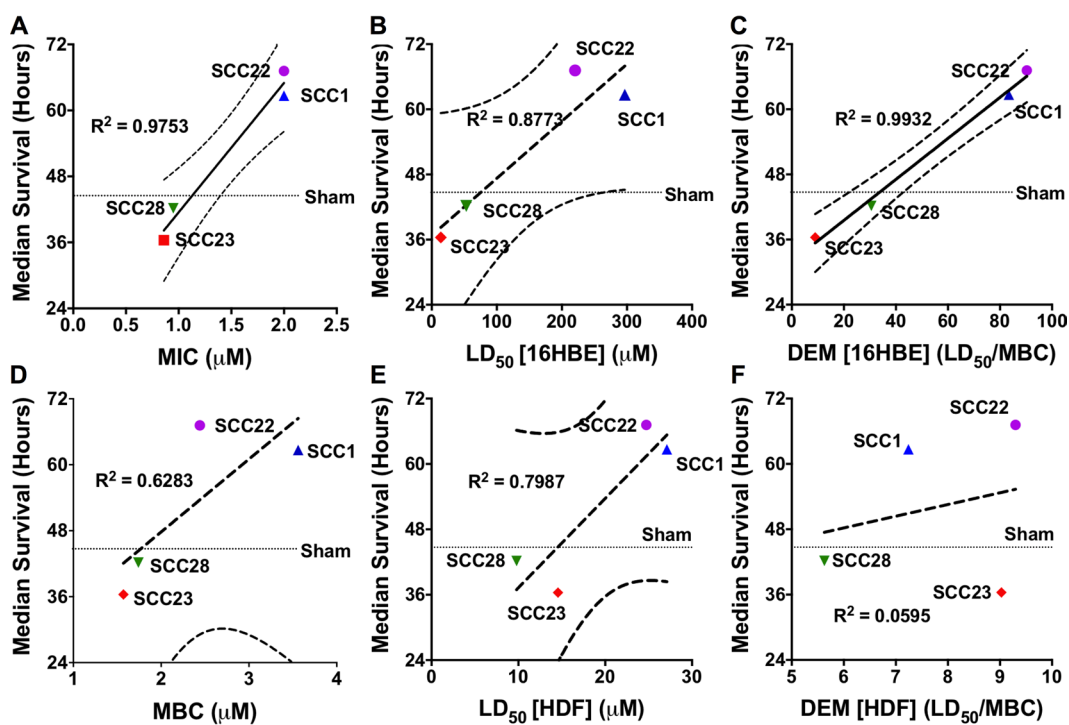 A
Median Survival (Hours)
72
60
48
36
24
SCC22
SCC1
R² = 0.9753
Sham
SCC28
SCC23
0.0 0.5 1.0 1.5 2.0 2.5
MIC (μM)
B
Median Survival (Hours)
72
60
48
36
24
SCC22
R² = 0.8773
SCC1
Sham
SCC28
SCC23
0 100 200 300 400
LD₅₀ [16HBE] (μM)
C
Median Survival (Hours)
72
60
48
36
24
SCC22
SCC1
R² = 0.9932
Sham
SCC28
SCC23
0 20 40 60 80 100
DEM [16HBE] (LD₅₀/MBC)
D
Median Survival (Hours)
72
60
48
36
24
SCC22
SCC1
R² = 0.6283
Sham
SCC28
SCC23
1 2 3 4
MBC (μM)
E
Median Survival (Hours)
72
60
48
36
24
SCC22
SCC1
R² = 0.7987
Sham
SCC28
SCC23
0 10 20 30
LD₅₀ [HDF] (μM)
F
Median Survival (Hours)
72
60
48
36
24
SCC22
SCC1
Sham
SCC28
SCC23
R² = 0.0595
5 6 7 8 9 10
DEM [HDF] (LD₅₀/MBC)